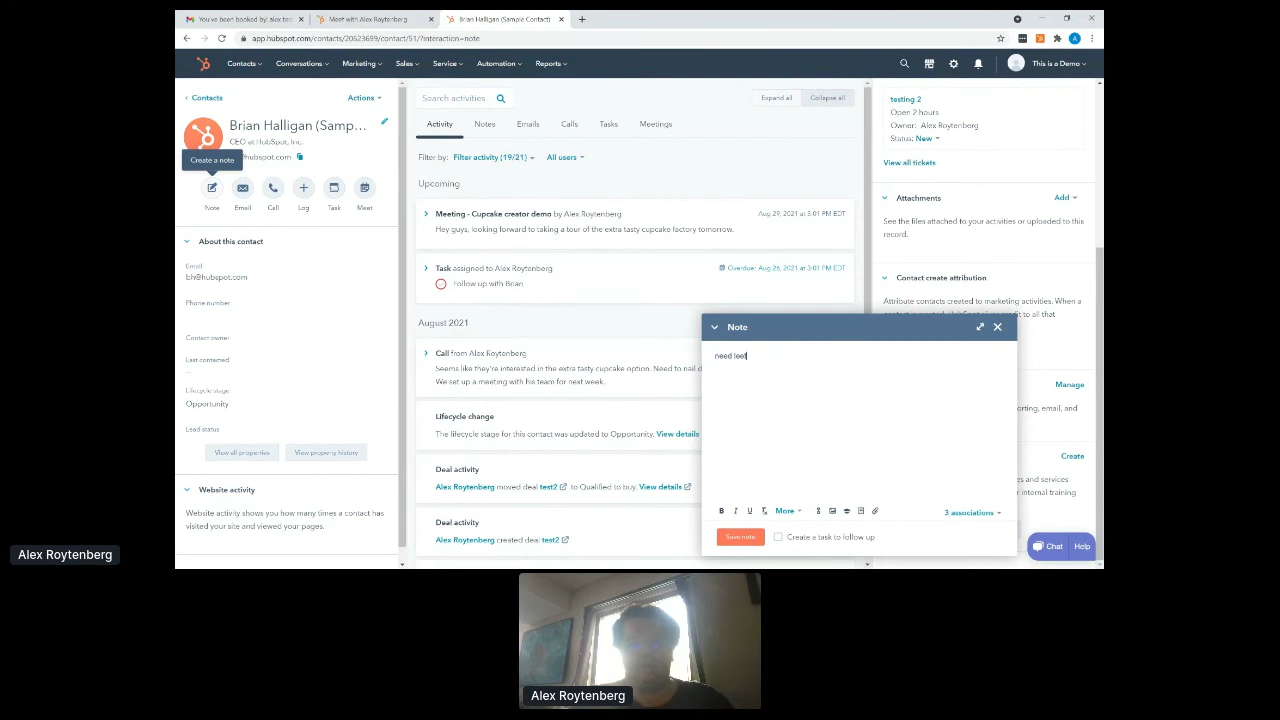 You've been booked by: alex tes
Meet with Alex Roytenberg
Brian Halligan (Sample Contact)
app.hubspot.com/contacts/20623699/contact/51/?interaction=note
A
Contacts
Conversations
Marketing
Sales
Service
Automation
Reports
This is a Demo
Contacts
Actions
Brian Halligan (Samp...
CEO at HubSpot, Inc.
hubspot.com
Create a note
Note
Email
Call
Log
Task
Meet
About this contact
Email
bh@hubspot.com
Phone number
Contact owner
Last contacted
--
Lifecycle stage
Opportunity
Lead status
View all properties
View property history
Website activity
Website activity shows you how many times a contact has
visited your site and viewed your pages.
Search activities
Expand all
Collapse all
Activity
Notes
Emails
Calls
Tasks
Meetings
Filter by:
Filter activity (19/21)
All users
Upcoming
Meeting - Cupcake creator demo by Alex Roytenberg
Aug 29, 2021 at 3:01 PM EDT
Hey guys, looking forward to taking a tour of the extra tasty cupcake factory tomorrow.
Task assigned to Alex Roytenberg
Overdue: Aug 26, 2021 at 3:01 PM EDT
Follow up with Brian
August 2021
Call from Alex Roytenberg
Seems like they're interested in the extra tasty cupcake option. Need to nail d
We set up a meeting with his team for next week.
Lifecycle change
The lifecycle stage for this contact was updated to Opportunity. View details
Deal activity
Alex Roytenberg moved deal test2 to Qualified to buy. View details
Deal activity
Alex Roytenberg created deal test2
testing 2
Open 2 hours
Owner: Alex Roytenberg
Status: New
View all tickets
Attachments
Add
See the files attached to your activities or uploaded to this
record.
Contact create attribution
Attribute contacts created to marketing activities. When a
Manage
orting, email, and
Create
s and services
r internal training
Note
need leet
B I U
More
3 associations
Save note
Create a task to follow up
Chat
Help
Alex Roytenberg
Alex Roytenberg